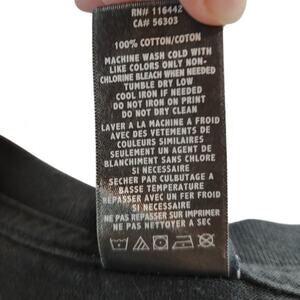 RN# 116442
CA# 56303
100% COTTON/COTON
MACHINE WASH COLD WITH
LIKE COLORS ONLY NON-
CHLORINE BLEACH WHEN NEEDED
TUMBLE DRY LOW
COOL IRON IF NEEDED
DO NOT IRON ON PRINT
DO NOT DRY CLEAN
LAVER A LA MACHINE A FROID
AVEC DES VETEMENTS DE
COULEURS SIMILAIRES
SEULEMENT UN AGENT DE
BLANCHIMENT SANS CHLORE
SI NECESSAIRE
SECHER PAR CULBUTAGE A
BASSE TEMPERATURE
REPASSER AVEC UN FER FROID
SI NECESSAIRE
NE PAS REPASSER SUR IMPRIMER
NE PAS NETTOYER A SEC